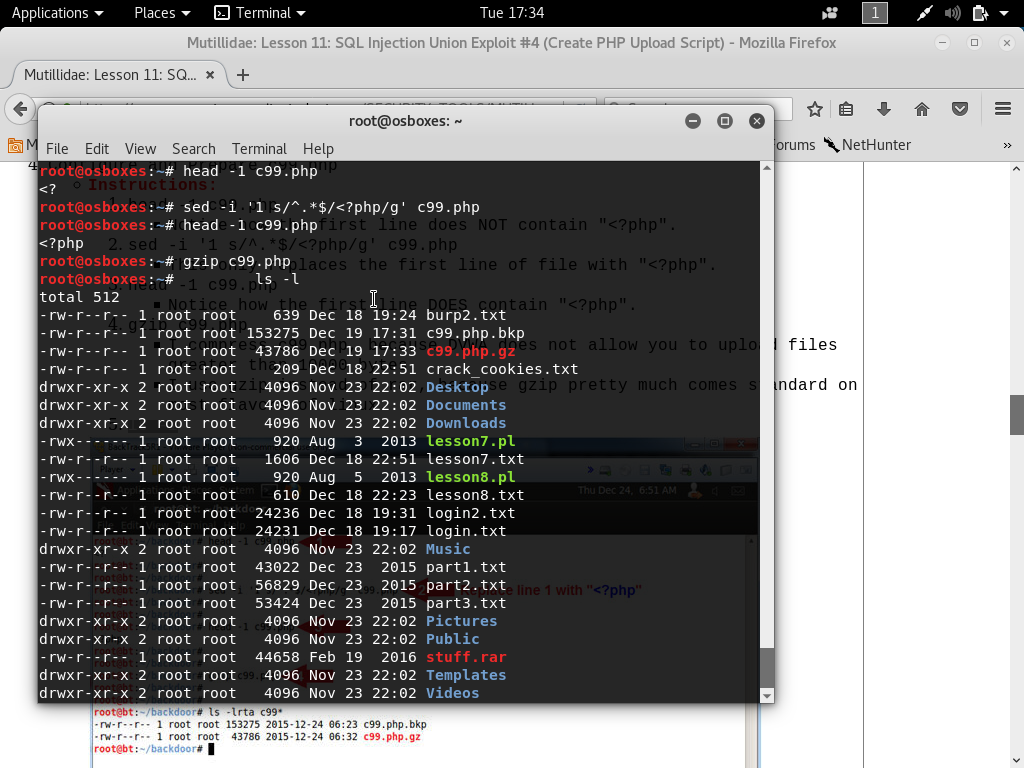 Applications Places Terminal Tue 17:34 1
Mutillidae: Lesson 11: SQL Injection Union Exploit #4 (Create PHP Upload Script) - Mozilla Firefox
Mutillidae: Lesson 11: SQ...
root@osboxes: ~
File Edit View Search Terminal Help
orums NetHunter »
Instructions:
root@osboxes:~# head -1 c99.php
<?
root@osboxes:~# sed -i '1 s/^.*$/<?php/g' c99.php
root@osboxes:~# head -1 c99.php
first line does NOT contain "<?php".
<?php
2. sed -i '1 s/^.*$/<?php/g' c99.php
root@osboxes:~# gzip c99.php
places the first line of file with "<?php".
root@osboxes:~# ls -l
3. head -1 c99.php
total 512
Notice how the first line DOES contain "<?php".
-rw-r--r-- 1 root root 639 Dec 18 19:24 burp2.txt
4. gzip c99.php
-rw-r--r-- 1 root root 153275 Dec 19 17:31 c99.php.bkp
-rw-r--r-- 1 root root 43786 Dec 19 17:33 c99.php.gz
does not allow you to upload files
-rw-r--r-- 1 root root 209 Dec 18 22:51 crack_cookies.txt
drwxr-xr-x 2 root root 4096 Nov 23 22:02 Desktop
gzip pretty much comes standard on
drwxr-xr-x 2 root root 4096 Nov 23 22:02 Documents
drwxr-xr-x 2 root root 4096 Nov 23 22:02 Downloads
-rwx------ 1 root root 920 Aug 3 2013 lesson7.pl
-rw-r--r-- 1 root root 1606 Dec 18 22:51 lesson7.txt
-rwx------ 1 root root 920 Aug 5 2013 lesson8.pl
Thu Dec 24, 6:51 AM
-rw-r--r-- 1 root root 610 Dec 18 22:23 lesson8.txt
-rw-r--r-- 1 root root 24236 Dec 18 19:31 login2.txt
-rw-r--r-- 1 root root 24231 Dec 18 19:17 login.txt
drwxr-xr-x 2 root root 4096 Nov 23 22:02 Music
-rw-r--r-- 1 root root 43022 Dec 23 2015 part1.txt
-rw-r--r-- 1 root root 56829 Dec 23 2015 part2.txt
Replace line 1 with "<?php"
-rw-r--r-- 1 root root 53424 Dec 23 2015 part3.txt
drwxr-xr-x 2 root root 4096 Nov 23 22:02 Pictures
drwxr-xr-x 2 root root 4096 Nov 23 22:02 Public
-rw-r--r-- 1 root root 44658 Feb 19 2016 stuff.rar
drwxr-xr-x 2 root root 4096 Nov 23 22:02 Templates
drwxr-xr-x 2 root root 4096 Nov 23 22:02 Videos
root@bt:~/backdoor# ls -lrta c99*
-rw-r--r-- 1 root root 153275 2015-12-24 06:23 c99.php.bkp
-rw-r--r-- 1 root root 43786 2015-12-24 06:32 c99.php.gz
root@bt:~/backdoor#